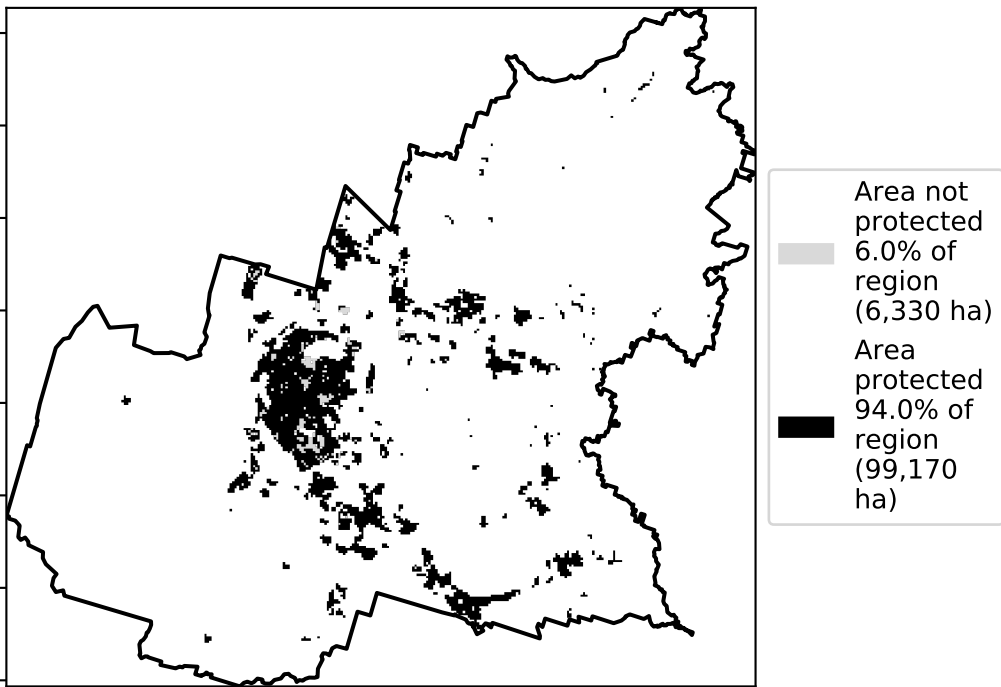 Area not
protected
6.0% of
region
(6,330 ha)
Area
protected
94.0% of
region
(99,170
ha)